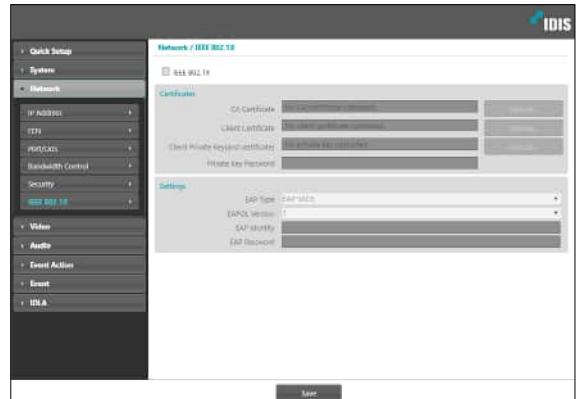 IDIS
Quick Setup
System
Network
IP Address
FEN
Port/QoS
Bandwidth Control
Security
IEEE 802.1X
Video
Audio
Event Action
Event
IDLA
Network / IEEE 802.1X
IEEE 802.1X
Certificates
CA Certificate
Client Certificate
Client Private Key(and certificate)
Private Key Password
Settings
EAP Type
EAPOL Version 1
EAP Identity
EAP Password
Save